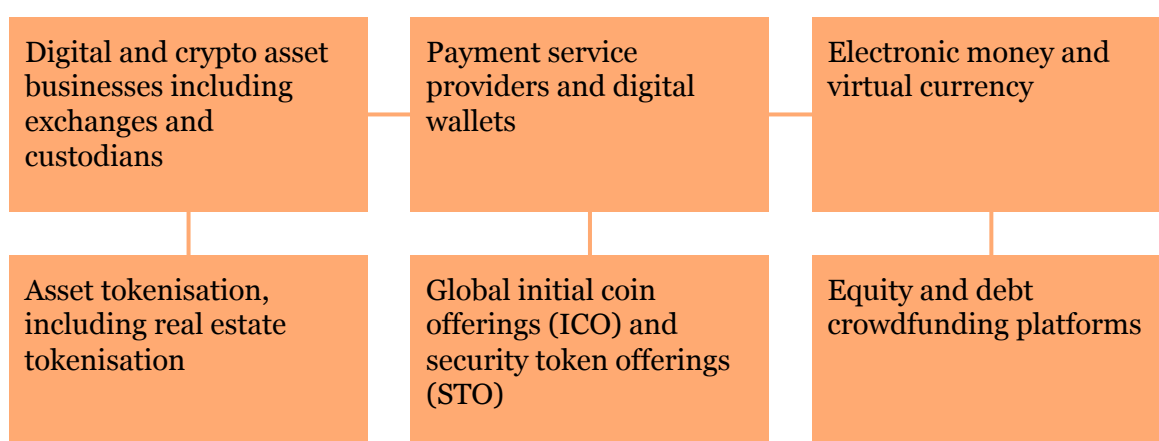 Digital and crypto asset
businesses including
exchanges and
custodians
Payment service
providers and digital
wallets
Electronic money and
virtual currency
Asset tokenisation,
including real estate
tokenisation
Global initial coin
offerings (ICO) and
security token offerings
(STO)
Equity and debt
crowdfunding platforms